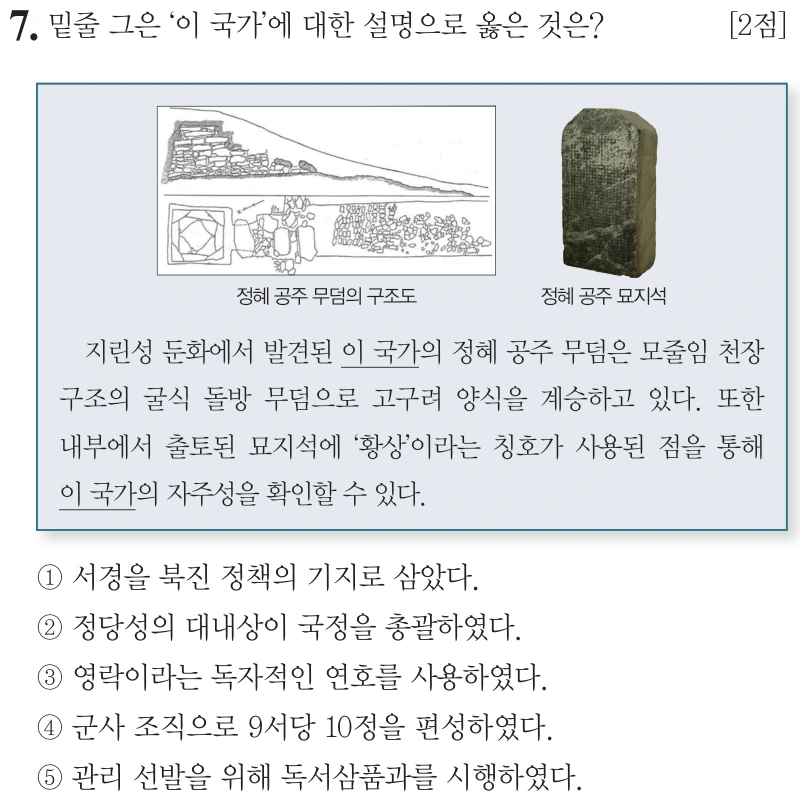 7. 밑줄 그은 ‘이 국가’에 대한 설명으로 옳은 것은? [2점]
정혜 공주 무덤의 구조도 정혜 공주 묘지석
지린성 둔화에서 발견된 이 국가의 정혜 공주 무덤은 모줄임 천장
구조의 굴식 돌방 무덤으로 고구려 양식을 계승하고 있다. 또한
내부에서 출토된 묘지석에 ‘황상’이라는 칭호가 사용된 점을 통해
이 국가의 자주성을 확인할 수 있다.
① 서경을 북진 정책의 기지로 삼았다.
② 정당성의 대내상이 국정을 총괄하였다.
③ 영락이라는 독자적인 연호를 사용하였다.
④ 군사 조직으로 9서당 10정을 편성하였다.
⑤ 관리 선발을 위해 독서삼품과를 시행하였다.